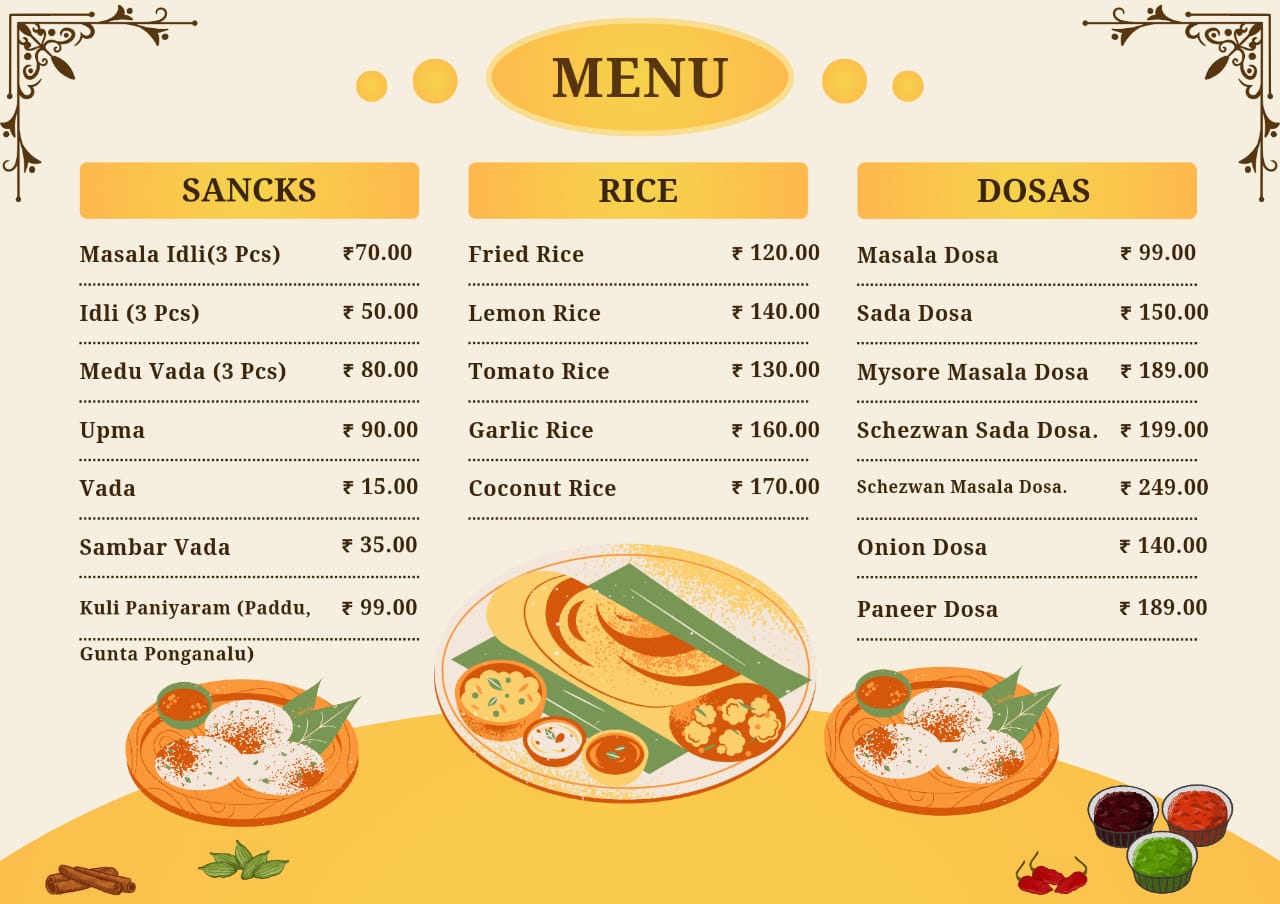 MENU
SANCKS
Masala Idli(3 Pcs) ₹70.00
Idli (3 Pcs) ₹ 50.00
Medu Vada (3 Pcs) ₹ 80.00
Upma ₹ 90.00
Vada ₹ 15.00
Sambar Vada ₹ 35.00
Kuli Paniyaram (Paddu, ₹ 99.00
Gunta Ponganalu)
RICE
Fried Rice ₹ 120.00
Lemon Rice ₹ 140.00
Tomato Rice ₹ 130.00
Garlic Rice ₹ 160.00
Coconut Rice ₹ 170.00
DOSAS
Masala Dosa ₹ 99.00
Sada Dosa ₹ 150.00
Mysore Masala Dosa ₹ 189.00
Schezwan Sada Dosa. ₹ 199.00
Schezwan Masala Dosa. ₹ 249.00
Onion Dosa ₹ 140.00
Paneer Dosa ₹ 189.00